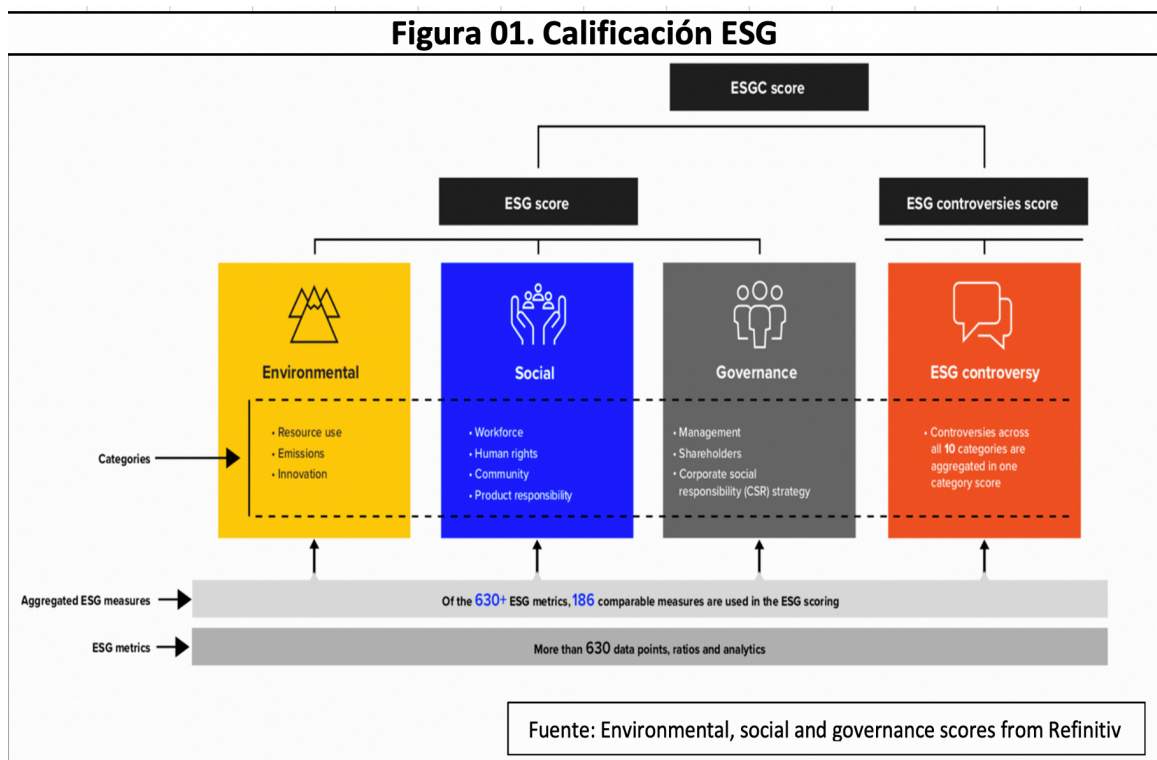 Figura 01. Calificación ESG
ESGC score
ESG score
ESG controversies score
Environmental
Social
Governance
ESG controversy
Categories
• Resource use
• Emissions
• Innovation
• Workforce
• Human rights
• Community
• Product responsibility
• Management
• Shareholders
• Corporate social
responsibility (CSR) strategy
• Controversies across
all 10 categories are
aggregated in one
category score
Aggregated ESG measures
Of the 630+ ESG metrics, 186 comparable measures are used in the ESG scoring
ESG metrics
More than 630 data points, ratios and analytics
Fuente: Environmental, social and governance scores from Refinitiv